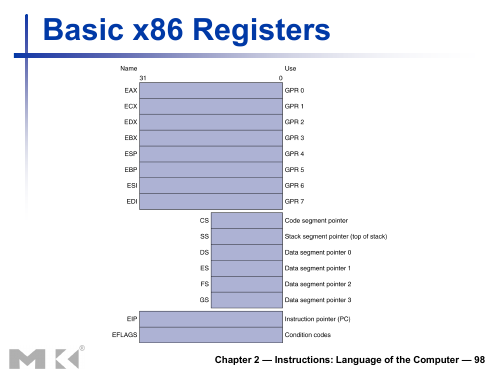 Basic x86 Registers
Name Use
31 0
EAX GPR 0
ECX GPR 1
EDX GPR 2
EBX GPR 3
ESP GPR 4
EBP GPR 5
ESI GPR 6
EDI GPR 7
CS Code segment pointer
SS Stack segment pointer (top of stack)
DS Data segment pointer 0
ES Data segment pointer 1
FS Data segment pointer 2
GS Data segment pointer 3
EIP Instruction pointer (PC)
EFLAGS Condition codes
MK®
Chapter 2 — Instructions: Language of the Computer — 98